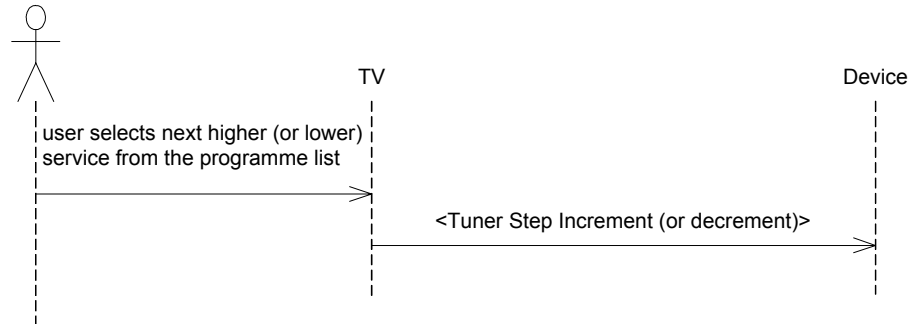 TV
Device
user selects next higher (or lower)
service from the programme list
<Tuner Step Increment (or decrement)>